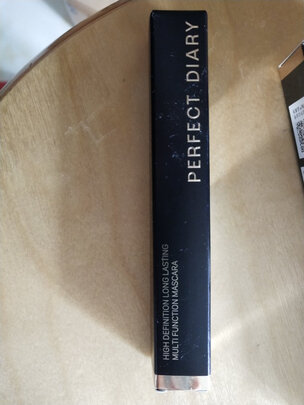 PERFECT DIARY
HIGH DEFINITION LONG LASTING
MULTI FUNCTION MASCARA